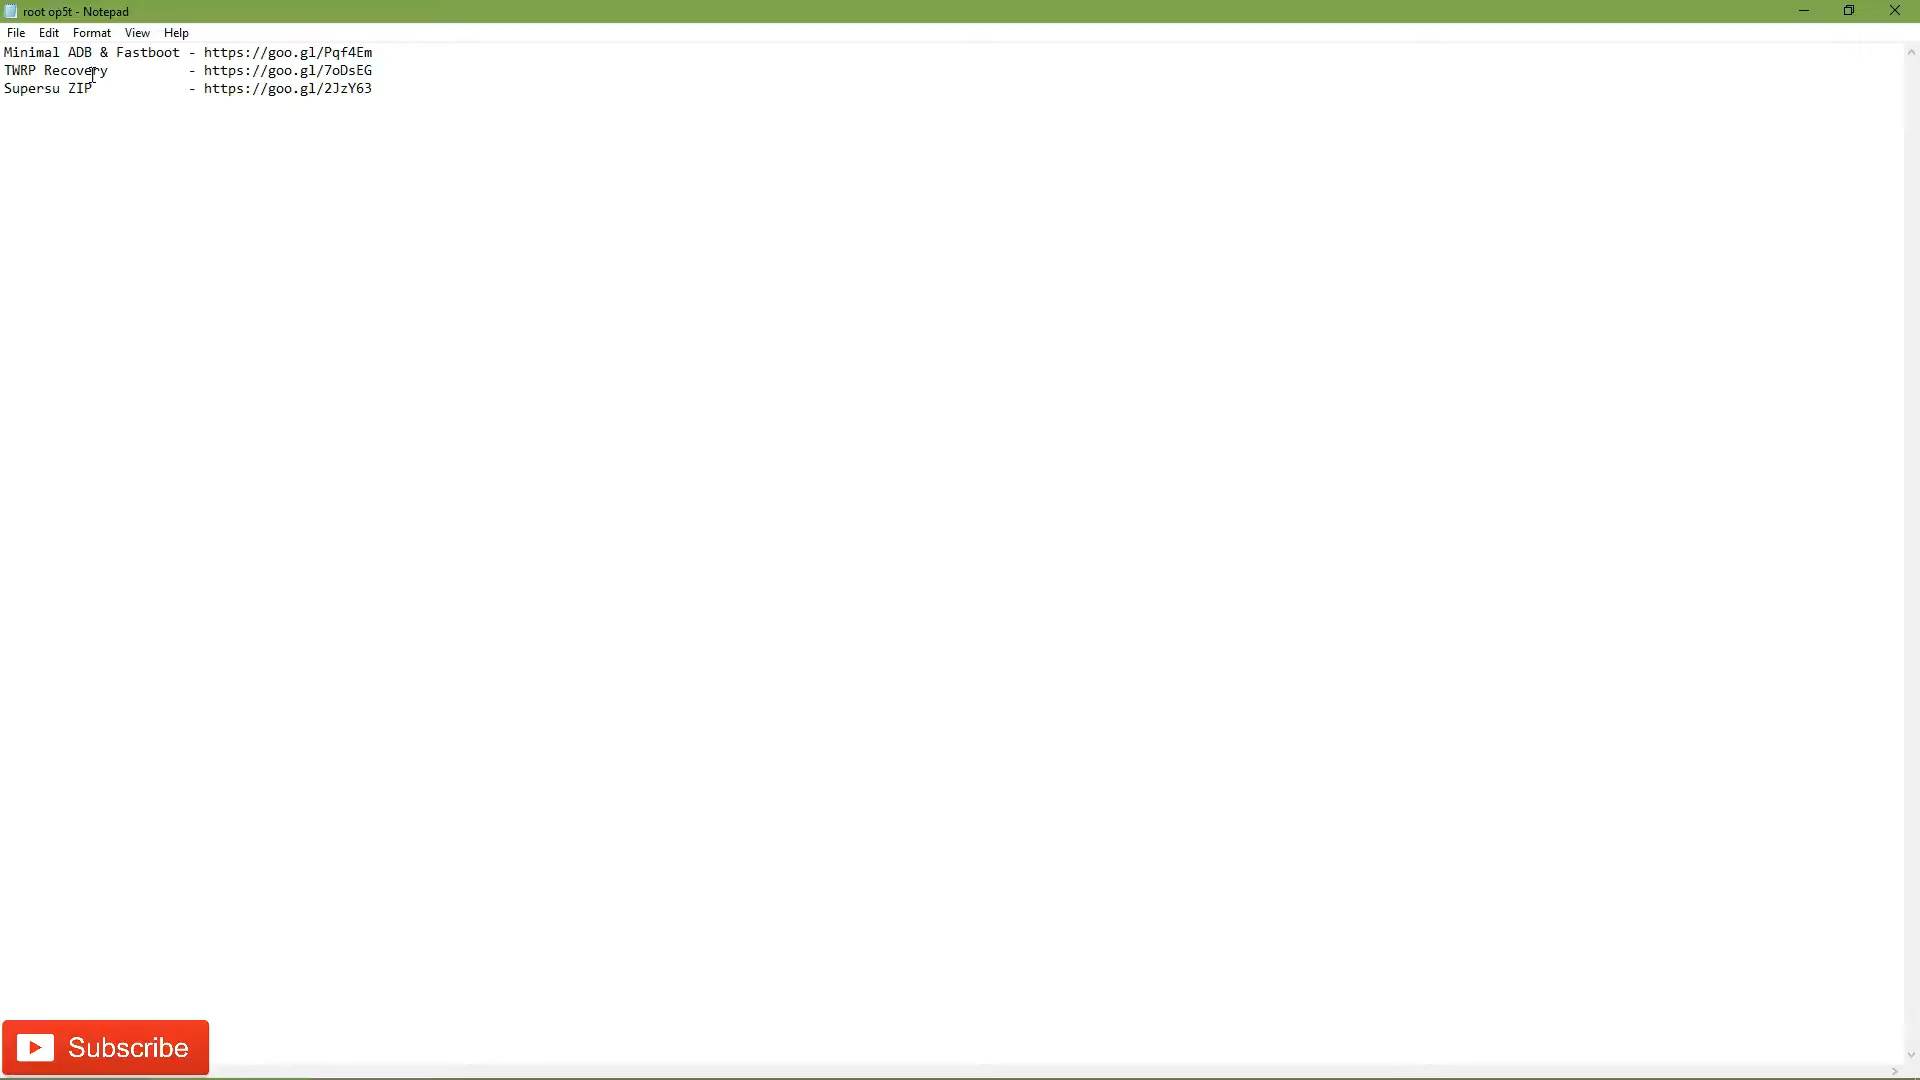 root op5t - Notepad
File Edit Format View Help
Minimal ADB & Fastboot - https://goo.gl/Pqf4Em
TWRP Recovery - https://goo.gl/7oDsEG
Supersu ZIP - https://goo.gl/2JzY63
Subscribe